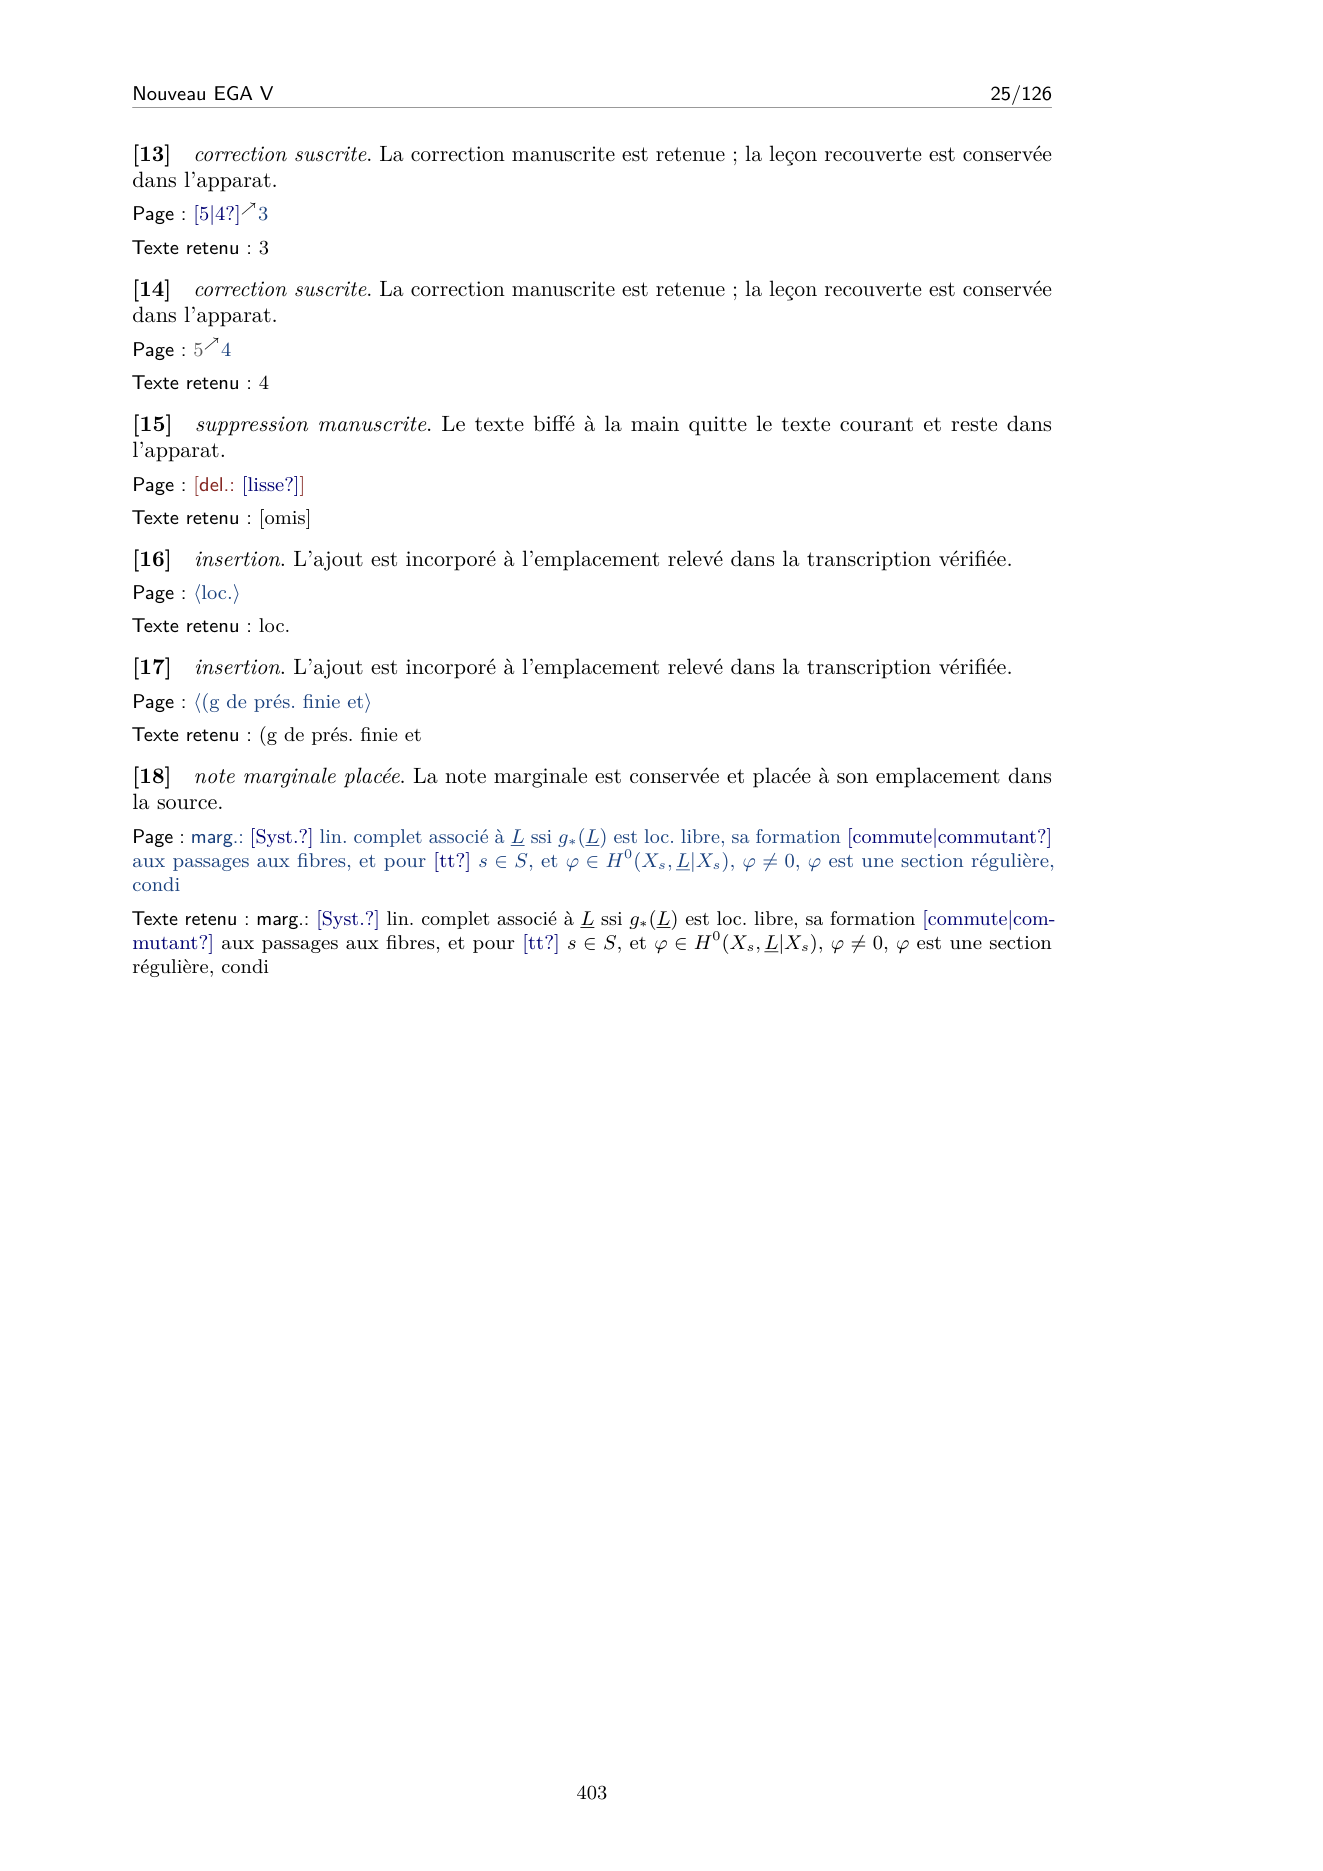 Nouveau EGA V 25/126
[13] correction suscrite. La correction manuscrite est retenue ; la leçon recouverte est conservée
dans l'apparat.
Page : [5|4?]↗3
Texte retenu : 3
[14] correction suscrite. La correction manuscrite est retenue ; la leçon recouverte est conservée
dans l'apparat.
Page : 5↗4
Texte retenu : 4
[15] suppression manuscrite. Le texte biffé à la main quitte le texte courant et reste dans
l'apparat.
Page : [del.: [lisse?]]
Texte retenu : [omis]
[16] insertion. L'ajout est incorporé à l'emplacement relevé dans la transcription vérifiée.
Page : ⟨loc.⟩
Texte retenu : loc.
[17] insertion. L'ajout est incorporé à l'emplacement relevé dans la transcription vérifiée.
Page : ⟨(g de prés. finie et⟩
Texte retenu : (g de prés. finie et
[18] note marginale placée. La note marginale est conservée et placée à son emplacement dans
la source.
Page : marg.: [Syst.?] lin. complet associé à L ssi g∗(L) est loc. libre, sa formation [commute|commutant?]
aux passages aux fibres, et pour [tt?] s ∈ S, et φ ∈ H⁰(Xₛ, L|Xₛ), φ ≠ 0, φ est une section régulière,
condi
Texte retenu : marg.: [Syst.?] lin. complet associé à L ssi g∗(L) est loc. libre, sa formation [commute|com-
mutant?] aux passages aux fibres, et pour [tt?] s ∈ S, et φ ∈ H⁰(Xₛ, L|Xₛ), φ ≠ 0, φ est une section
régulière, condi
403